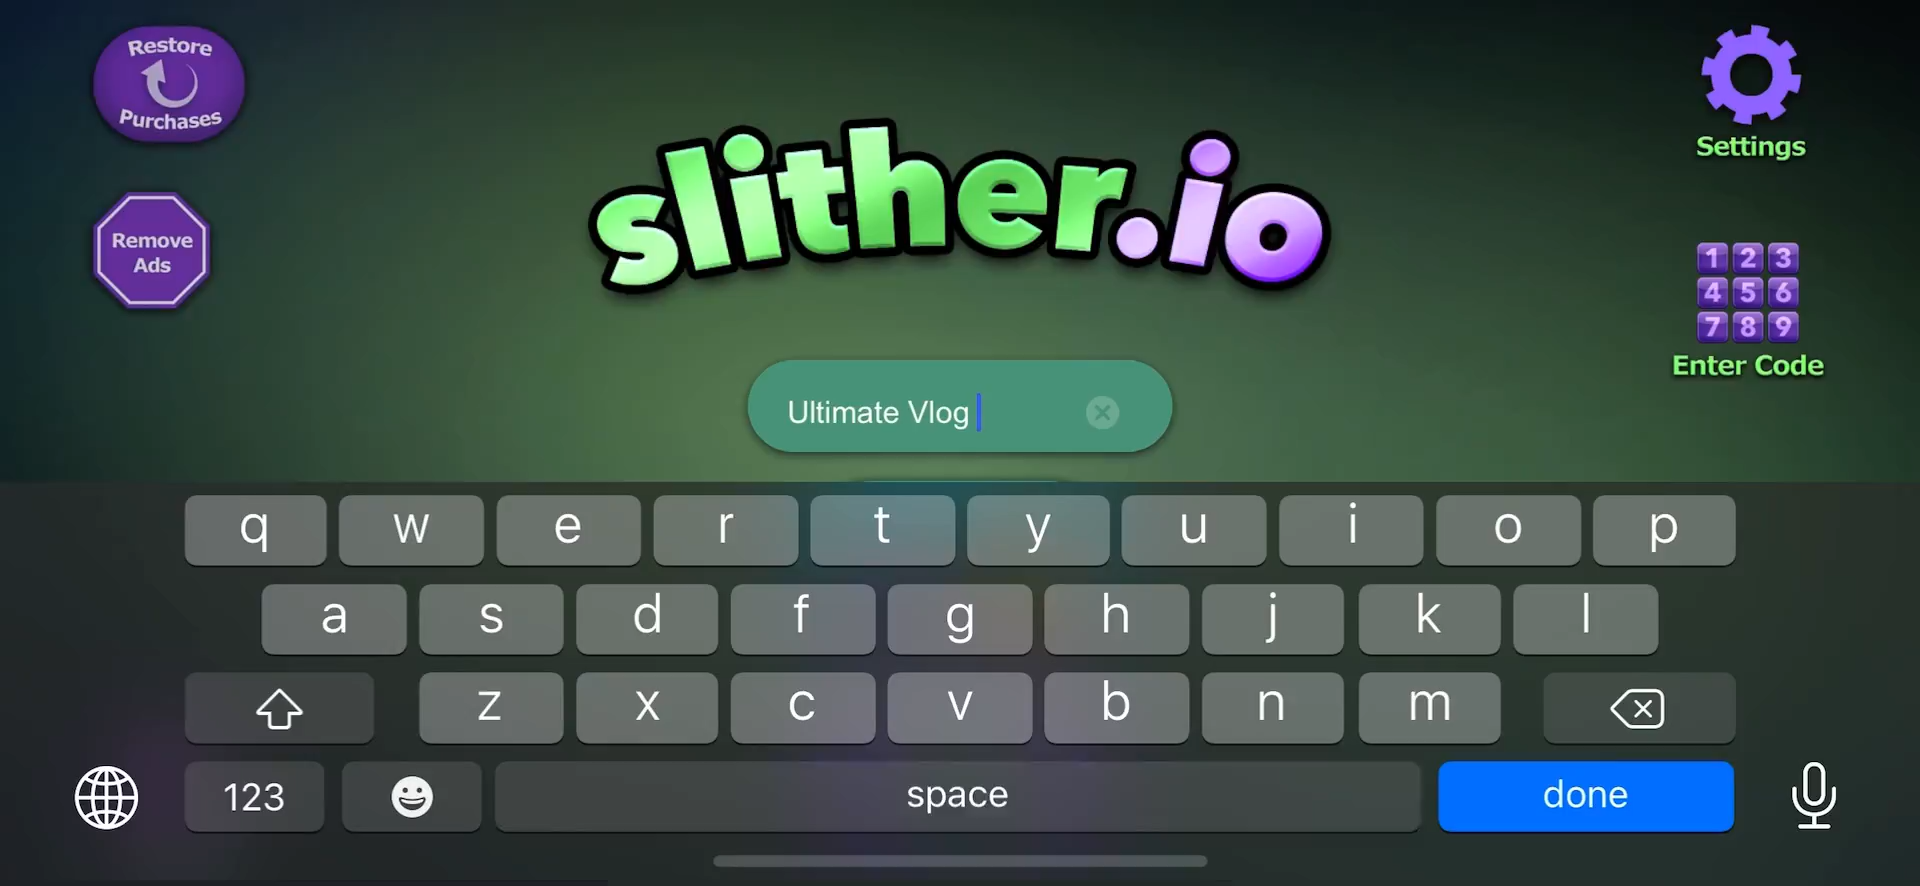 Restore
Purchases
Remove
Ads
slither.io
Settings
1 2 3
4 5 6
7 8 9
Enter Code
Ultimate Vlog
q w e r t y u i o p
a s d f g h j k l
z x c v b n m
123 space done